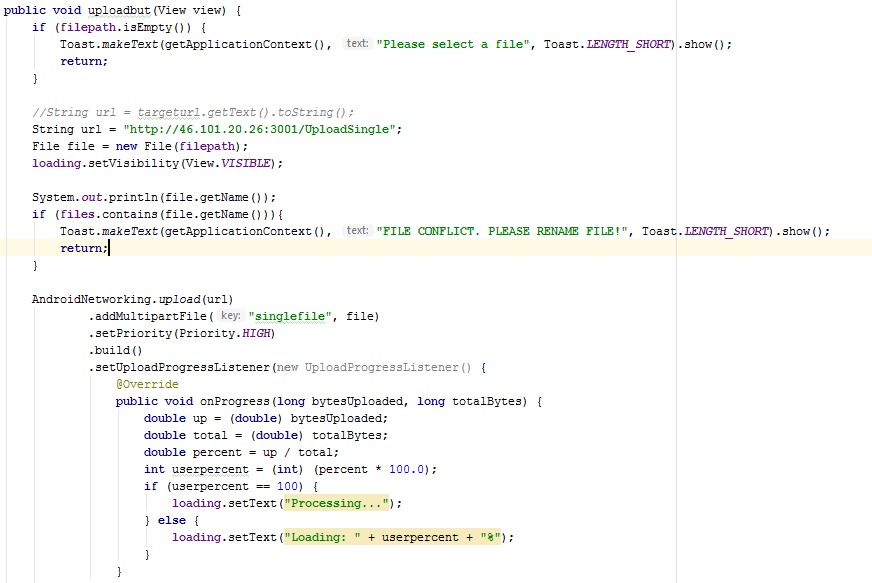 public void uploadbut(View view) {
    if (filepath.isEmpty()) {
        Toast.makeText(getApplicationContext(), text: "Please select a file", Toast.LENGTH_SHORT).show();
        return;
    }

    //String url = targeturl.getText().toString();
    String url = "http://46.101.20.26:3001/UploadSingle";
    File file = new File(filepath);
    loading.setVisibility(View.VISIBLE);

    System.out.println(file.getName());
    if (files.contains(file.getName())){
        Toast.makeText(getApplicationContext(), text: "FILE CONFLICT. PLEASE RENAME FILE!", Toast.LENGTH_SHORT).show();
        return;
    }

    AndroidNetworking.upload(url)
            .addMultipartFile( key: "singlefile", file)
            .setPriority(Priority.HIGH)
            .build()
            .setUploadProgressListener(new UploadProgressListener() {
                @Override
                public void onProgress(long bytesUploaded, long totalBytes) {
                    double up = (double) bytesUploaded;
                    double total = (double) totalBytes;
                    double percent = up / total;
                    int userpercent = (int) (percent * 100.0);
                    if (userpercent == 100) {
                        loading.setText("Processing...");
                    } else {
                        loading.setText("Loading: " + userpercent + "%");
                    }
                }